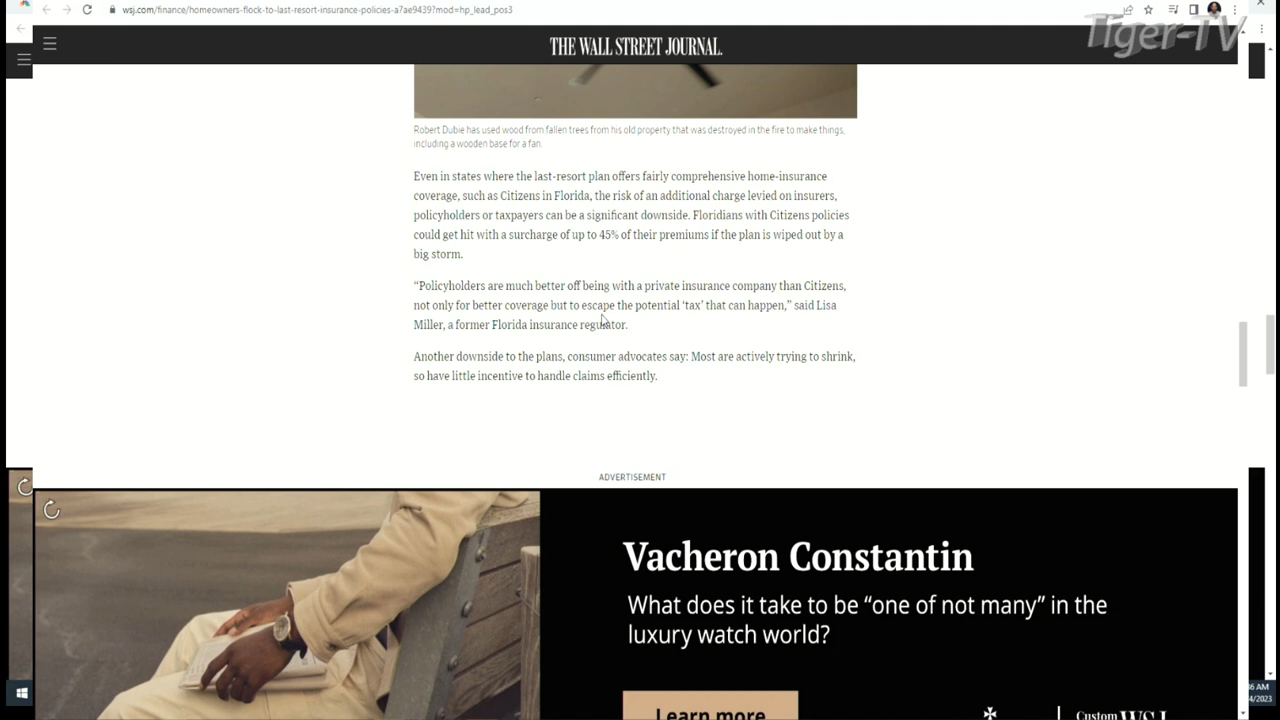 wsj.com/finance/homeowners-flock-to-last-resort-insurance-policies-a7ae9439?mod=hp_lead_pos3
Tiger-TV
THE WALL STREET JOURNAL.
Robert Dubie has used wood from fallen trees from his old property that was destroyed in the fire to make things,
including a wooden base for a fan.
Even in states where the last-resort plan offers fairly comprehensive home-insurance
coverage, such as Citizens in Florida, the risk of an additional charge levied on insurers,
policyholders or taxpayers can be a significant downside. Floridians with Citizens policies
could get hit with a surcharge of up to 45% of their premiums if the plan is wiped out by a
big storm.
“Policyholders are much better off being with a private insurance company than Citizens,
not only for better coverage but to escape the potential ‘tax’ that can happen,” said Lisa
Miller, a former Florida insurance regulator.
Another downside to the plans, consumer advocates say: Most are actively trying to shrink,
so have little incentive to handle claims efficiently.
ADVERTISEMENT
Vacheron Constantin
What does it take to be “one of not many” in the
luxury watch world?
Learn more
Custom WSJ
36 AM
4/2023